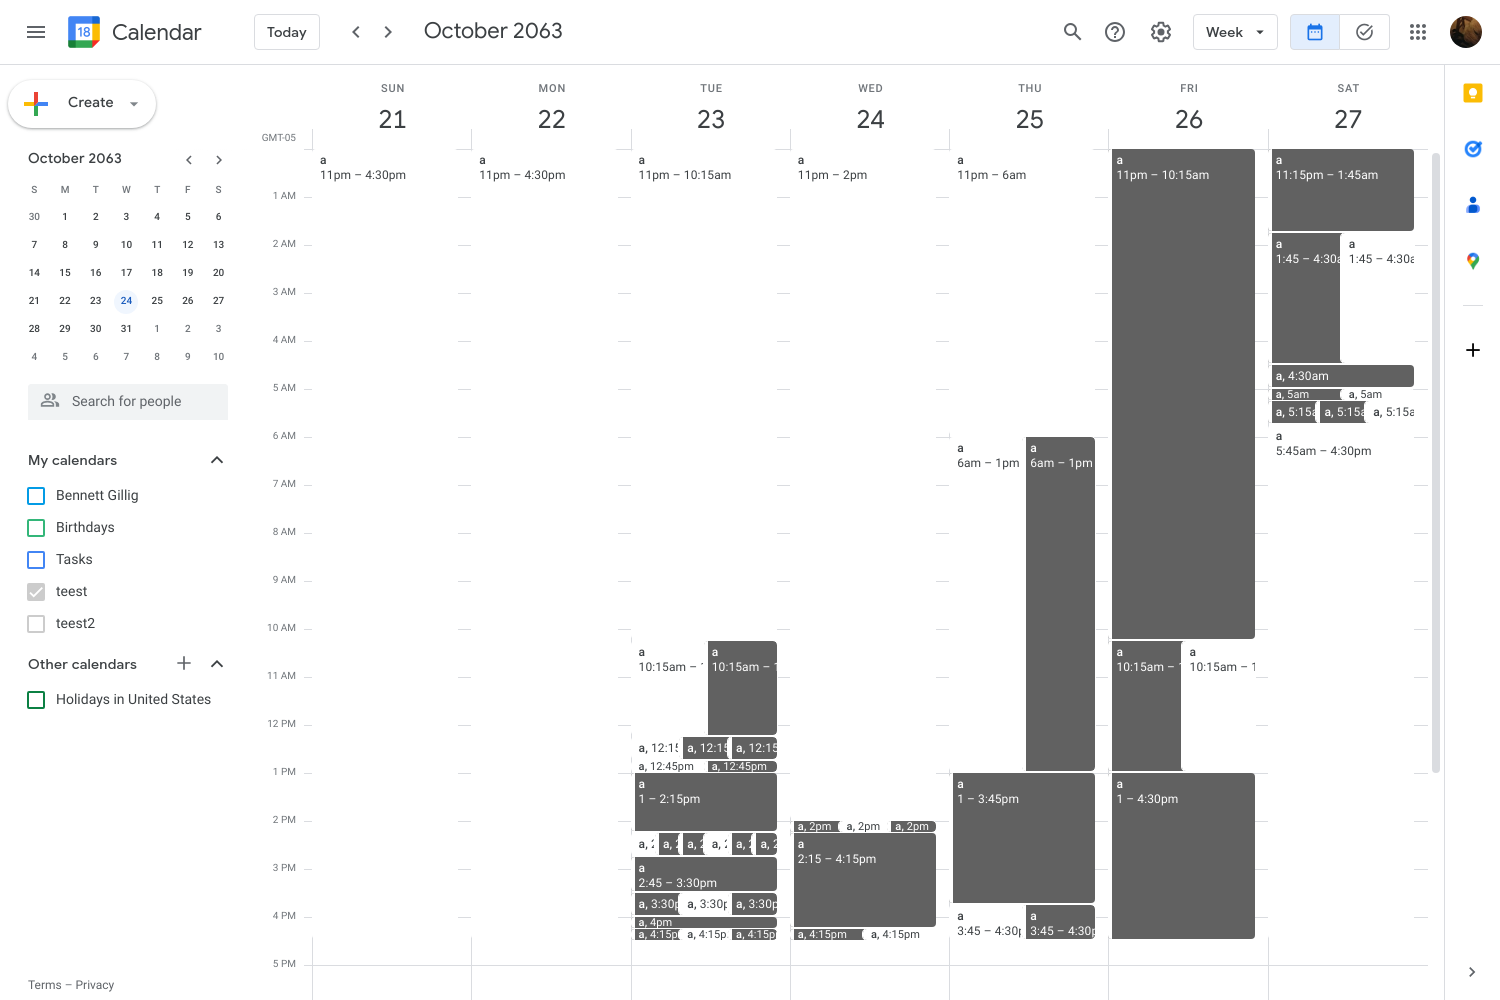 18 Calendar Today October 2063 Week
Create
SUN MON TUE WED THU FRI SAT
GMT-05 21 22 23 24 25 26 27
October 2063
S M T W T F S
30 1 2 3 4 5 6
7 8 9 10 11 12 13
14 15 16 17 18 19 20
21 22 23 24 25 26 27
28 29 30 31 1 2 3
4 5 6 7 8 9 10
Search for people
My calendars
Bennett Gillig
Birthdays
Tasks
teest
teest2
Other calendars
Holidays in United States
Terms – Privacy
1 AM
2 AM
3 AM
4 AM
5 AM
6 AM
7 AM
8 AM
9 AM
10 AM
11 AM
12 PM
1 PM
2 PM
3 PM
4 PM
5 PM
a
11pm – 4:30pm
a
11pm – 4:30pm
a
11pm – 10:15am
a
10:15am –
a
10:15am – 1
a, 12:15
a, 12:15
a, 12:15
a, 12:45pm
a, 12:45pm
a
1 – 2:15pm
a, 2
a, 2
a, 2
a, 2
a, 2
a, 2
a
2:45 – 3:30pm
a, 3:30p
a, 3:30p
a, 3:30p
a, 4pm
a, 4:15p
a, 4:15p
a, 4:15p
a
11pm – 2pm
a, 2pm
a, 2pm
a, 2pm
a
2:15 – 4:15pm
a, 4:15pm
a, 4:15pm
a
11pm – 6am
a
6am – 1pm
a
6am – 1pm
a
1 – 3:45pm
a
3:45 – 4:30p
a
3:45 – 4:30p
a
11pm – 10:15am
a
10:15am –
a
10:15am – 1
a
1 – 4:30pm
a
11:15pm – 1:45am
a
1:45 – 4:30a
a
1:45 – 4:30a
a, 4:30am
a, 5am
a, 5am
a, 5:15a
a, 5:15a
a, 5:15a
a
5:45am – 4:30pm